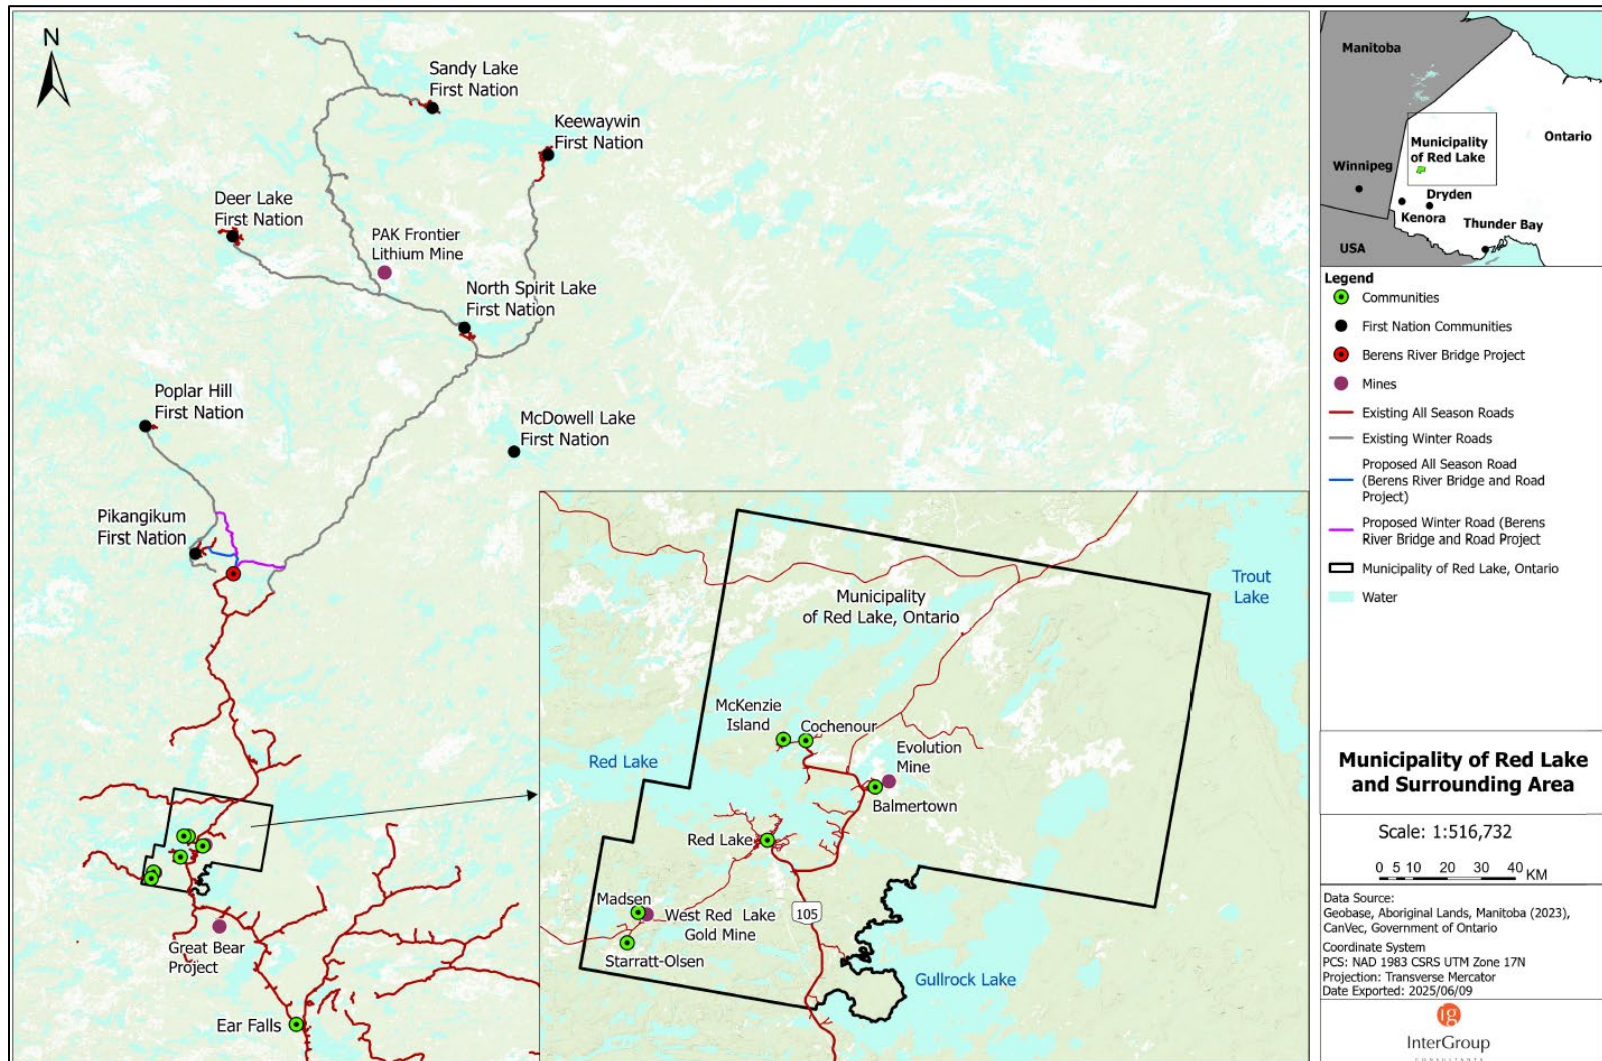 N
Sandy Lake
First Nation
Keewaywin
First Nation
Deer Lake
First Nation
PAK Frontier
Lithium Mine
North Spirit Lake
First Nation
Poplar Hill
First Nation
McDowell Lake
First Nation
Pikangikum
First Nation
Great Bear
Project
Ear Falls
Municipality
of Red Lake, Ontario
Trout
Lake
McKenzie
Island
Cochenour
Evolution
Mine
Red Lake
Balmertown
Red Lake
Madsen
West Red Lake
Gold Mine
105
Starratt-Olsen
Gullrock Lake
Manitoba
Ontario
Municipality
of Red Lake
Winnipeg
Dryden
Kenora
Thunder Bay
USA
Legend
Communities
First Nation Communities
Berens River Bridge Project
Mines
Existing All Season Roads
Existing Winter Roads
Proposed All Season Road
(Berens River Bridge and Road
Project)
Proposed Winter Road (Berens
River Bridge and Road Project
Municipality of Red Lake, Ontario
Water
Municipality of Red Lake
and Surrounding Area
Scale: 1:516,732
0 5 10 20 30 40 KM
Data Source:
Geobase, Aboriginal Lands, Manitoba (2023),
CanVec, Government of Ontario
Coordinate System
PCS: NAD 1983 CSRS UTM Zone 17N
Projection: Transverse Mercator
Date Exported: 2025/06/09
ig
InterGroup
CONSULTANTS